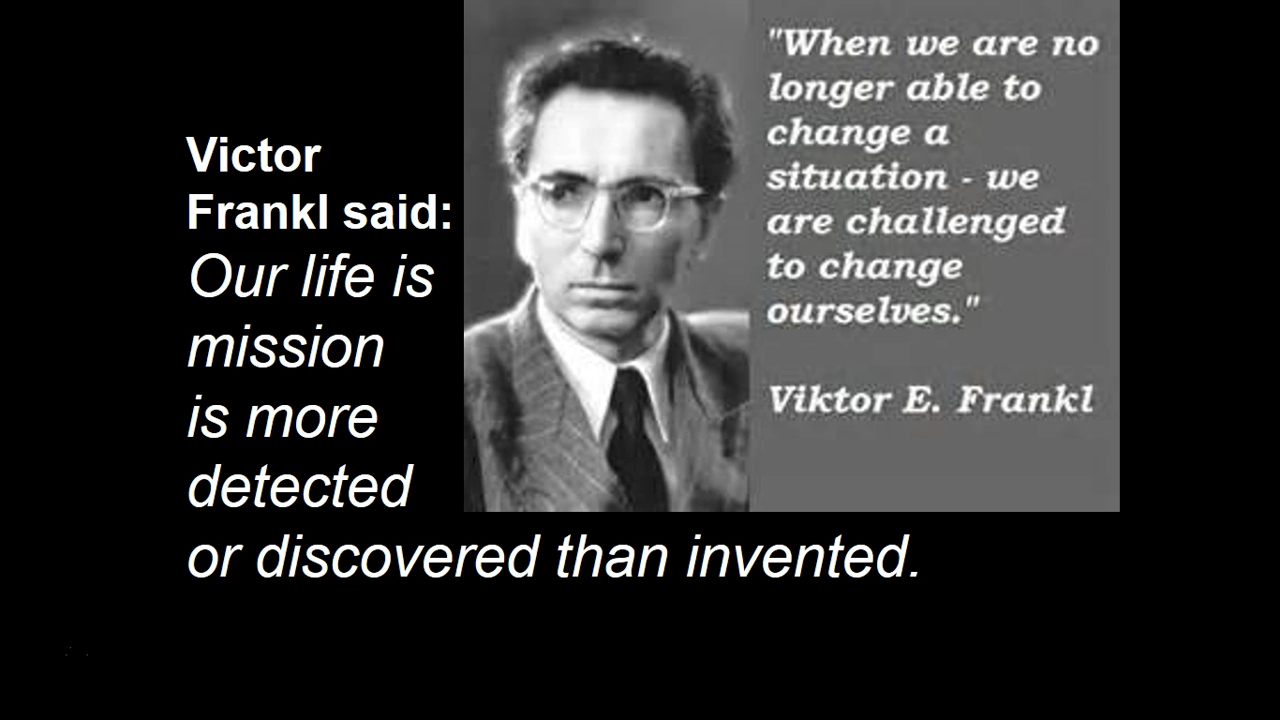 Victor
Frankl said:
Our life is
mission
is more
detected
or discovered than invented.
"When we are no
longer able to
change a
situation - we
are challenged
to change
ourselves."
Viktor E. Frankl